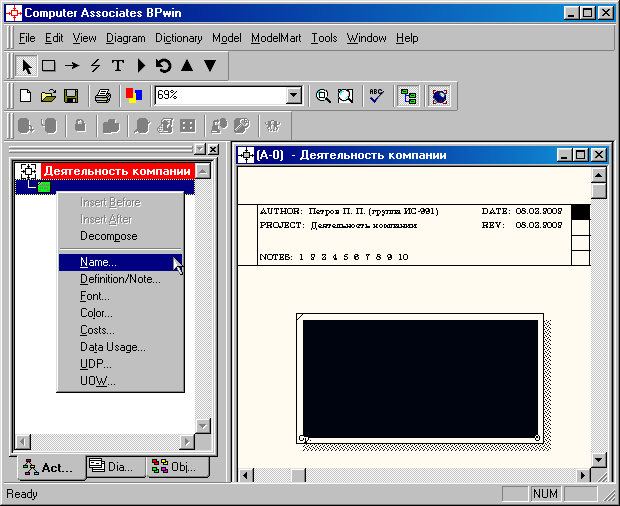 Computer Associates BPwin
File Edit View Diagram Dictionary Model ModelMart Tools Window Help
T
69%
ABC
Деятельность компании
Insert Before
Insert After
Decompose
Name...
Definition/Note...
Font...
Color...
Costs...
Data Usage...
UDP...
UOW...
Act... Dia... Obj...
(A-0) - Деятельность компании
AUTHOR: Петров П. П. (группа ИС-991) DATE: 08.02.2002
PROJECT: Деятельность компании REV: 08.02.2002
NOTES: 1 2 3 4 5 6 7 8 9 10
Ready NUM